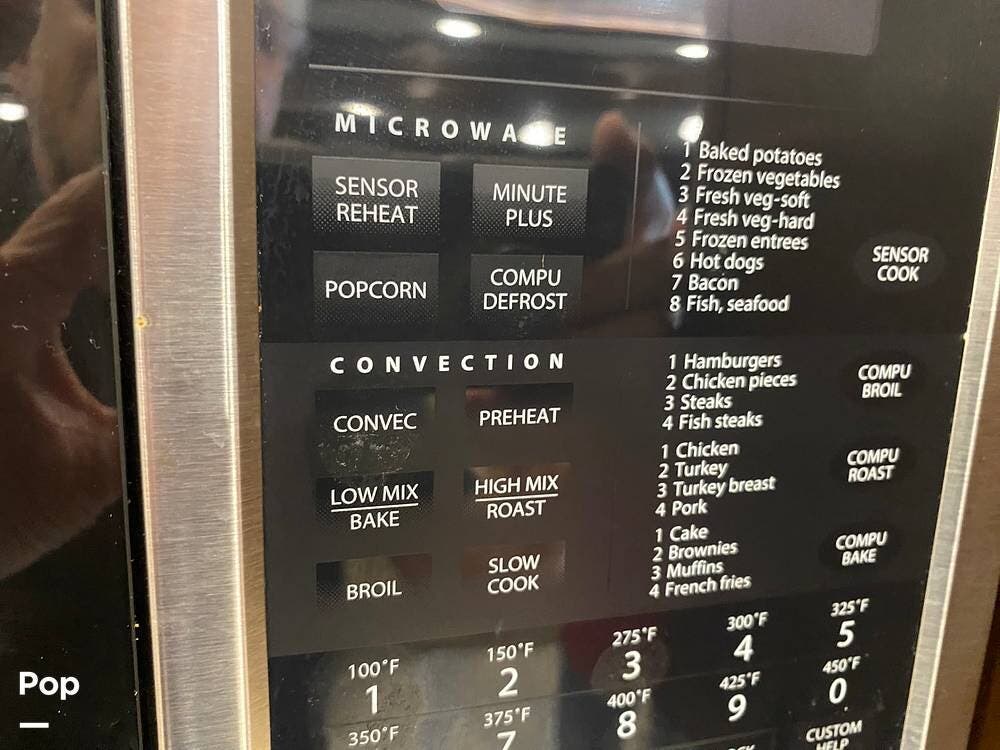 MICROWAVE
SENSOR
REHEAT
MINUTE
PLUS
POPCORN
COMPU
DEFROST
1 Baked potatoes
2 Frozen vegetables
3 Fresh veg-soft
4 Fresh veg-hard
5 Frozen entrees
6 Hot dogs
7 Bacon
8 Fish, seafood
SENSOR
COOK
CONVECTION
CONVEC
PREHEAT
LOW MIX
BAKE
HIGH MIX
ROAST
BROIL
SLOW
COOK
1 Hamburgers
2 Chicken pieces
3 Steaks
4 Fish steaks
COMPU
BROIL
1 Chicken
2 Turkey
3 Turkey breast
4 Pork
COMPU
ROAST
1 Cake
2 Brownies
3 Muffins
4 French fries
COMPU
BAKE
100°F
1
150°F
2
275°F
3
300°F
4
325°F
5
350°F
375°F
7
400°F
8
425°F
9
450°F
0
CUSTOM
HELP
Pop